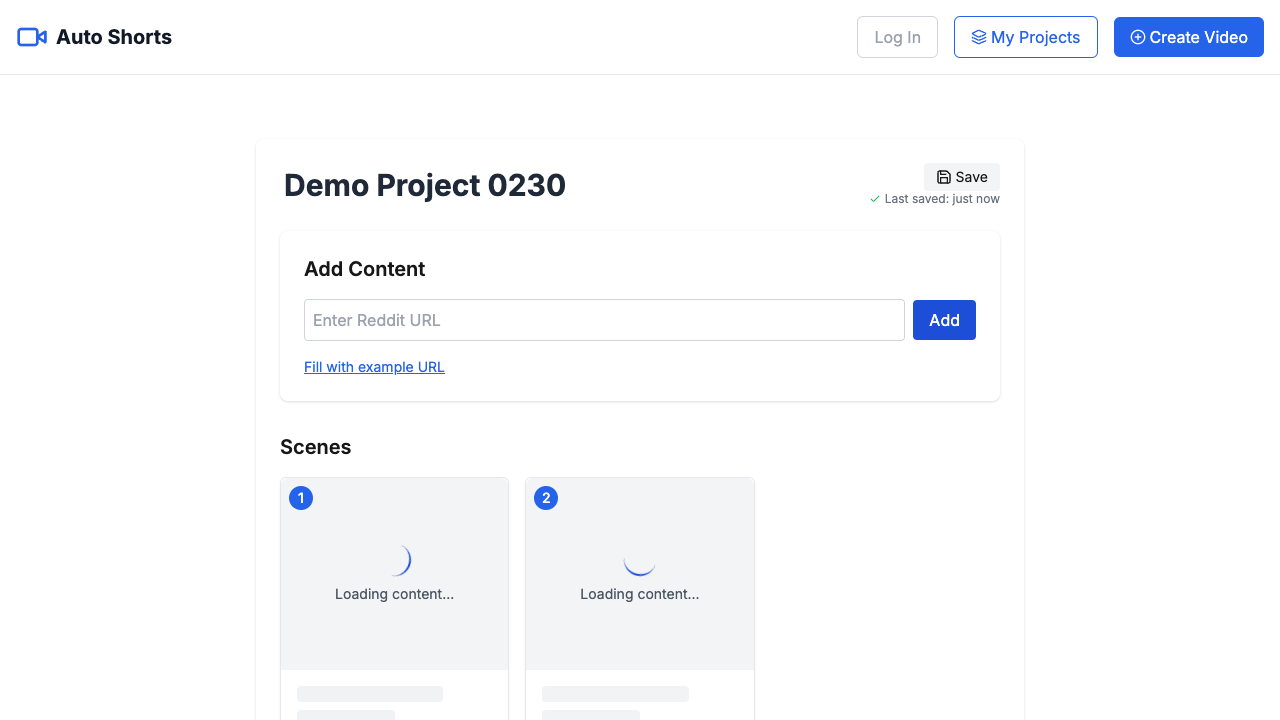 Auto Shorts
Log In
My Projects
Create Video
Demo Project 0230
Save
Last saved: just now
Add Content
Enter Reddit URL
Add
Fill with example URL
Scenes
1
Loading content...
2
Loading content...